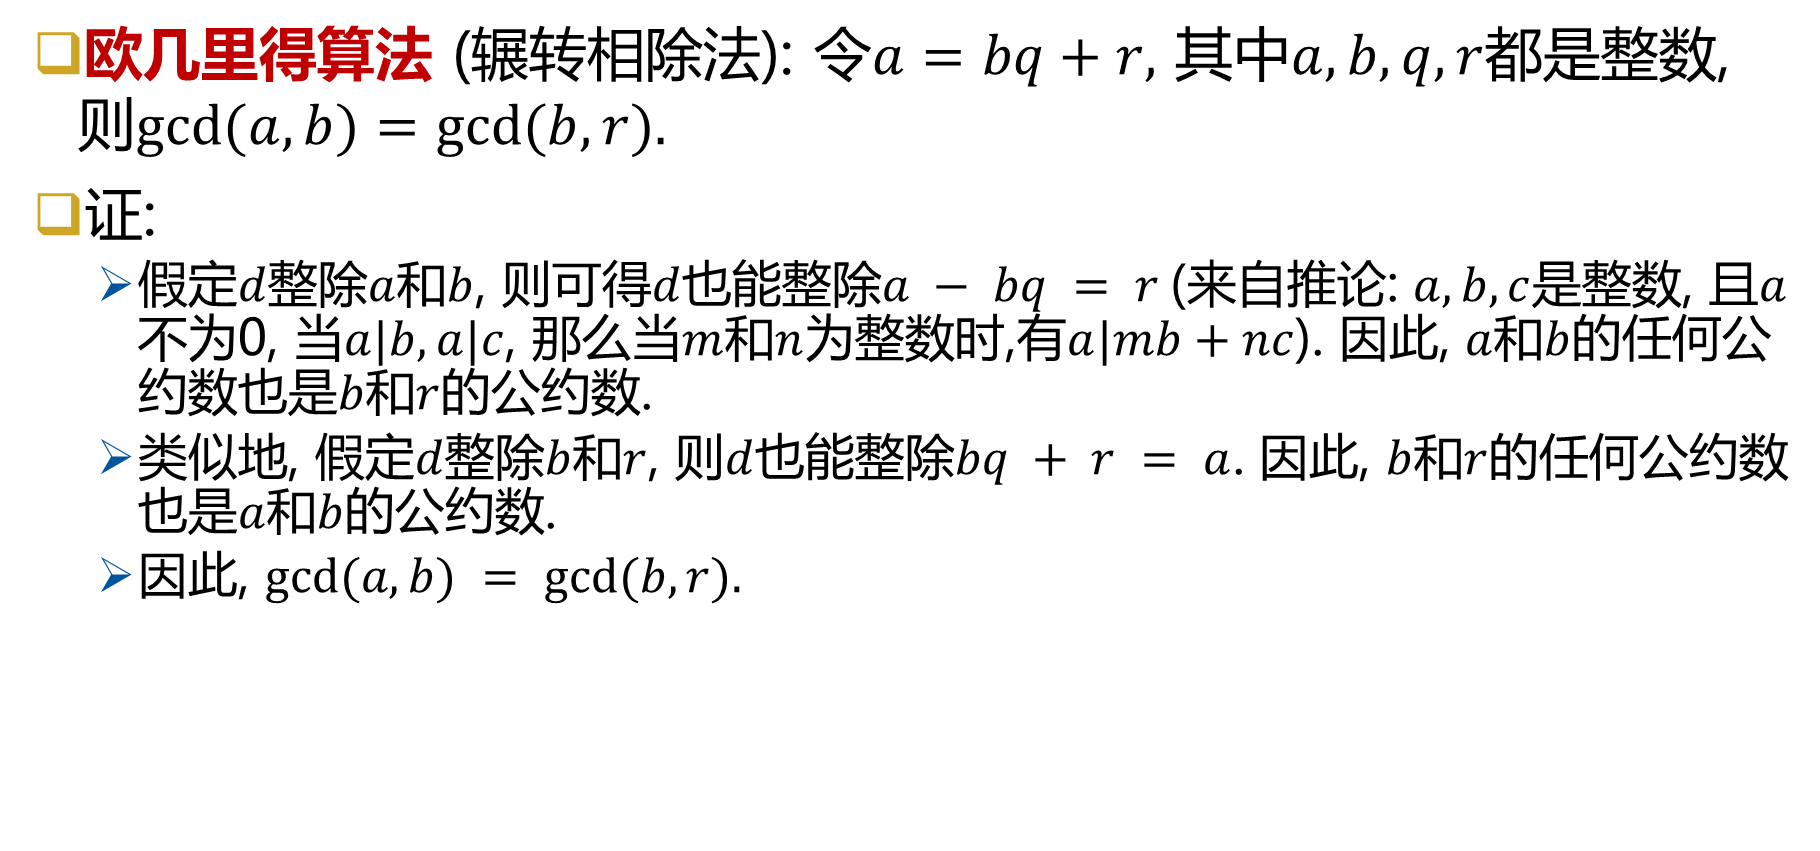 欧几里得算法 (辗转相除法): 令a = bq + r, 其中a, b, q, r都是整数,
则gcd(a, b) = gcd(b, r).
证:
假定d整除a和b, 则可得d也能整除a − bq = r (来自推论: a, b, c是整数, 且a
不为0, 当a|b, a|c, 那么当m和n为整数时,有a|mb + nc). 因此, a和b的任何公
约数也是b和r的公约数.
类似地, 假定d整除b和r, 则d也能整除bq + r = a. 因此, b和r的任何公约数
也是a和b的公约数.
因此, gcd(a, b) = gcd(b, r).